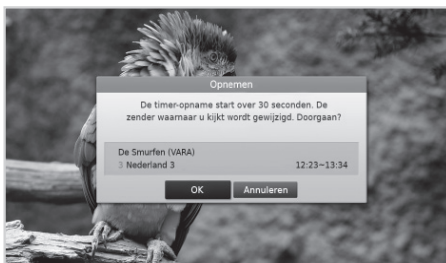 Opnemen
De timer-opname start over 30 seconden. De
zender waarnaar u kijkt wordt gewijzigd. Doorgaan?
De Smurfen (VARA)
3 Nederland 3 12:23~13:34
OK Annuleren